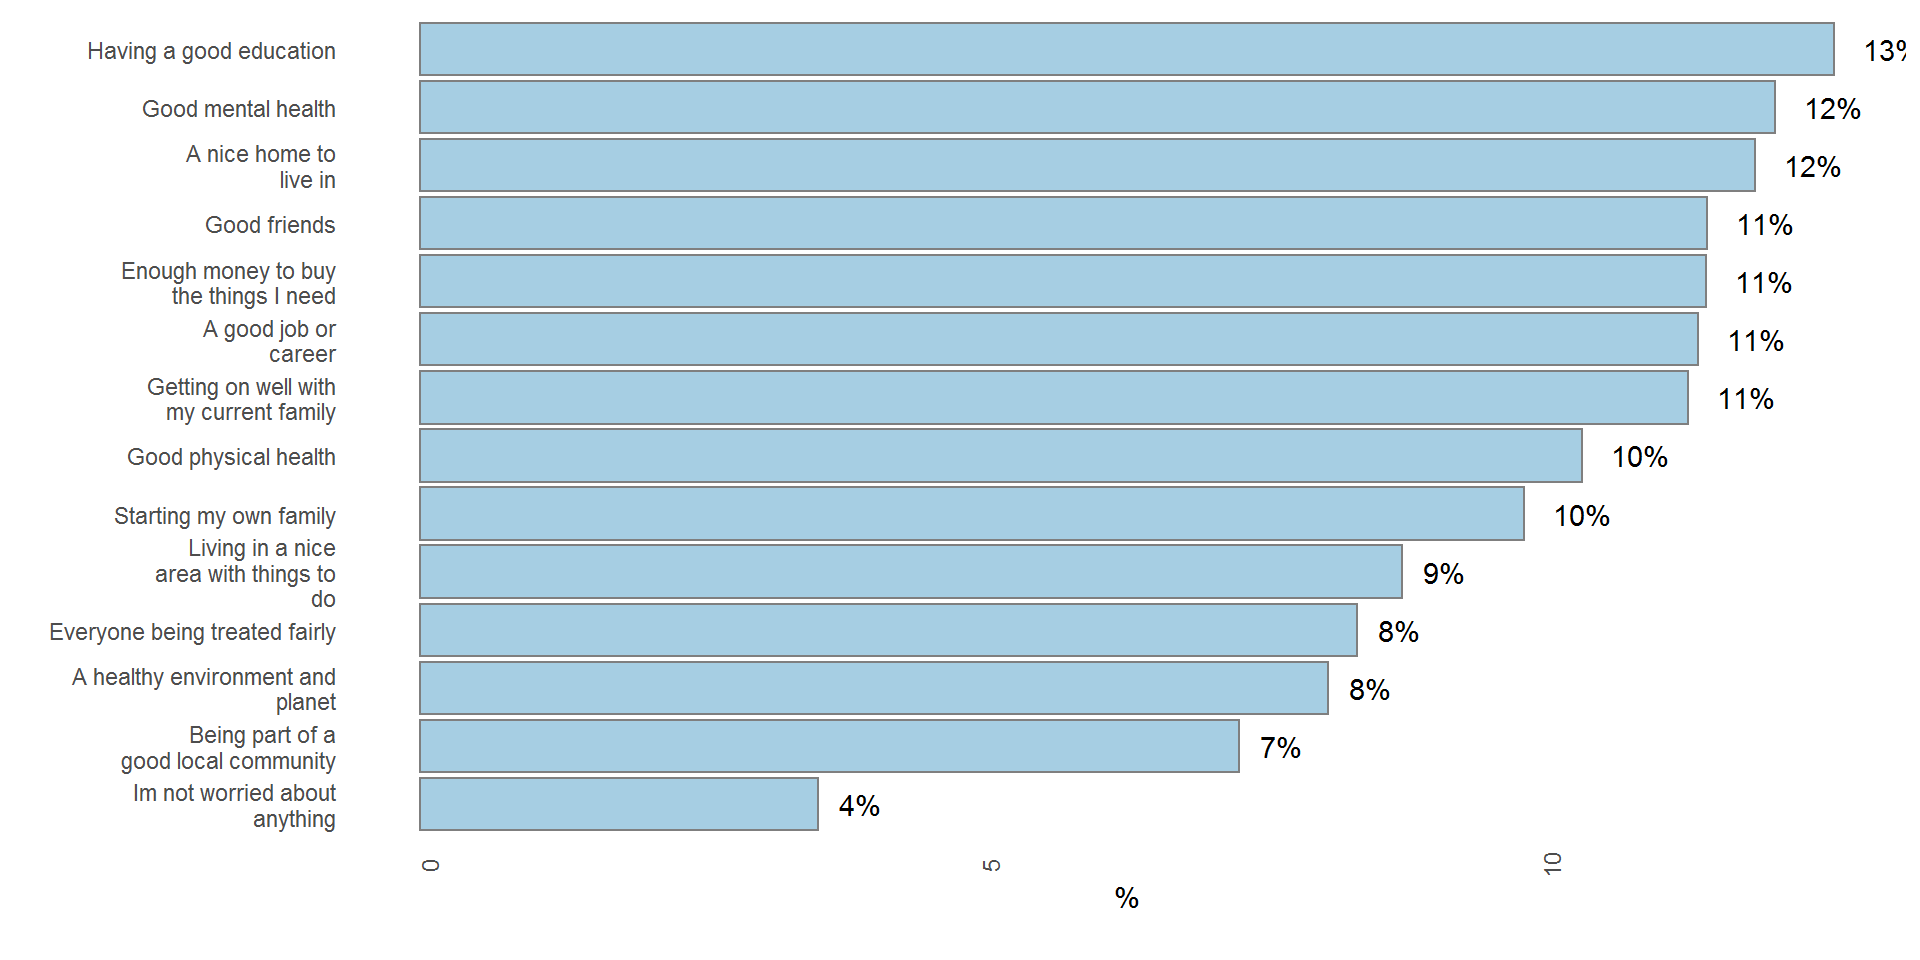 Having a good education
13%
Good mental health
12%
A nice home to
live in
12%
Good friends
11%
Enough money to buy
the things I need
11%
A good job or
career
11%
Getting on well with
my current family
11%
Good physical health
10%
Starting my own family
10%
Living in a nice
area with things to
do
9%
Everyone being treated fairly
8%
A healthy environment and
planet
8%
Being part of a
good local community
7%
Im not worried about
anything
4%
0
5
10
%